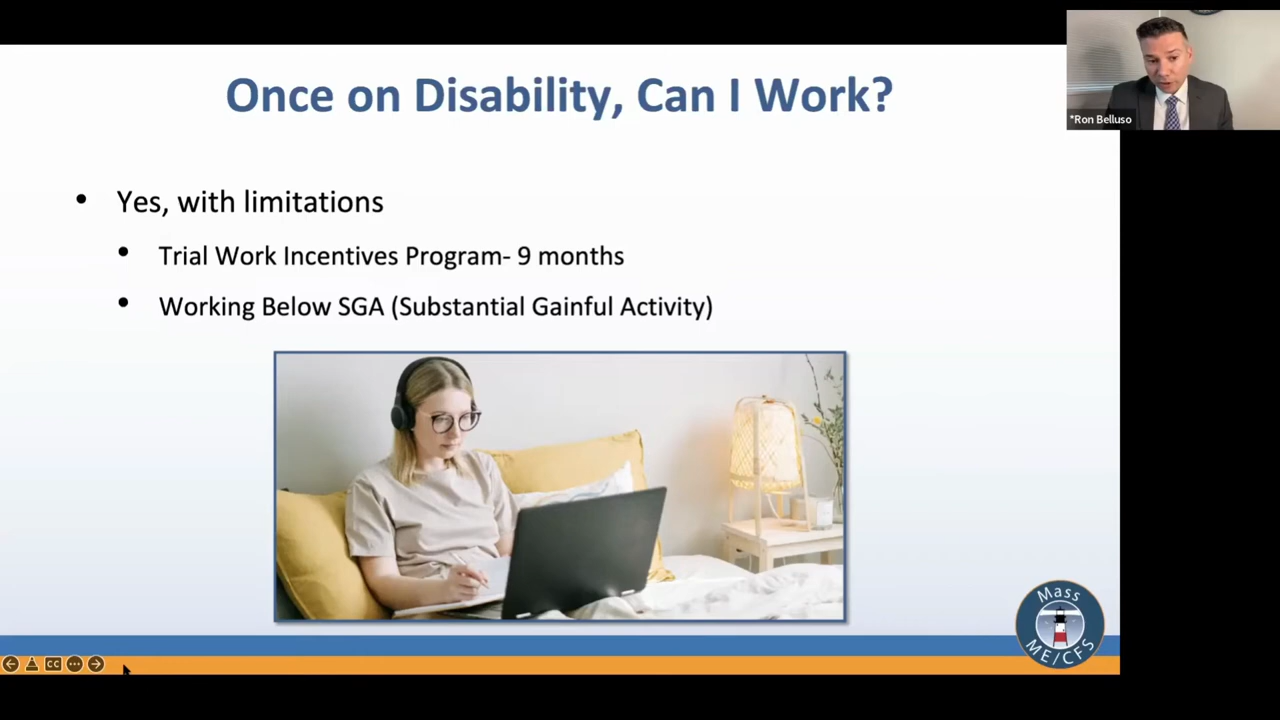 Once on Disability, Can I Work?
*Ron Belluso
• Yes, with limitations
• Trial Work Incentives Program- 9 months
• Working Below SGA (Substantial Gainful Activity)
Mass
ME/CFS
CC